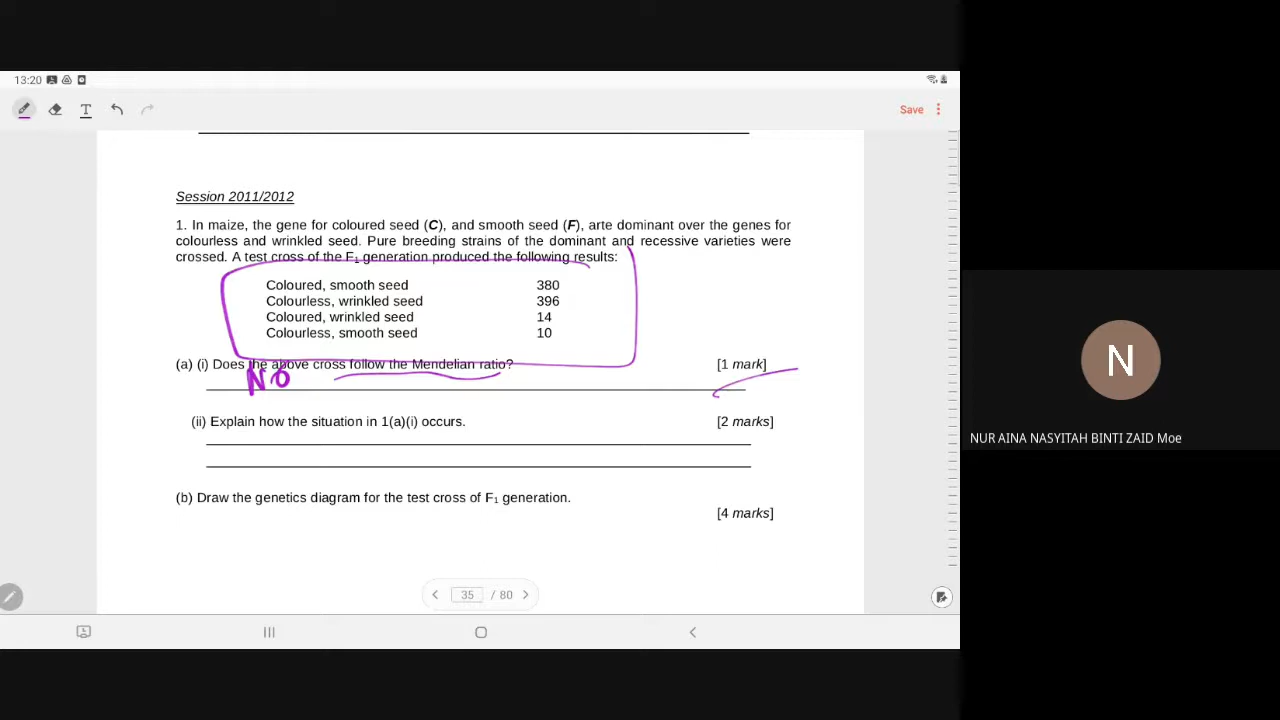 13:20
T
Save
Session 2011/2012
1. In maize, the gene for coloured seed (C), and smooth seed (F), arte dominant over the genes for
colourless and wrinkled seed. Pure breeding strains of the dominant and recessive varieties were
crossed. A test cross of the F1 generation produced the following results:
Coloured, smooth seed 380
Colourless, wrinkled seed 396
Coloured, wrinkled seed 14
Colourless, smooth seed 10
(a) (i) Does the above cross follow the Mendelian ratio? [1 mark]
NO
(ii) Explain how the situation in 1(a)(i) occurs. [2 marks]
(b) Draw the genetics diagram for the test cross of F1 generation.
[4 marks]
35 / 80
N
NUR AINA NASYITAH BINTI ZAID Moe